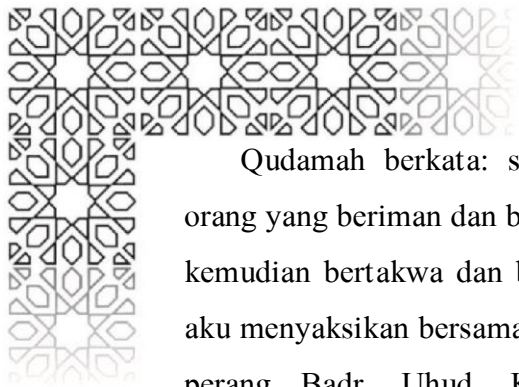 Qudamah berkata: s
orang yang beriman dan b
kemudian bertakwa dan b
aku menyaksikan bersama
perang Badr, Uhud, K